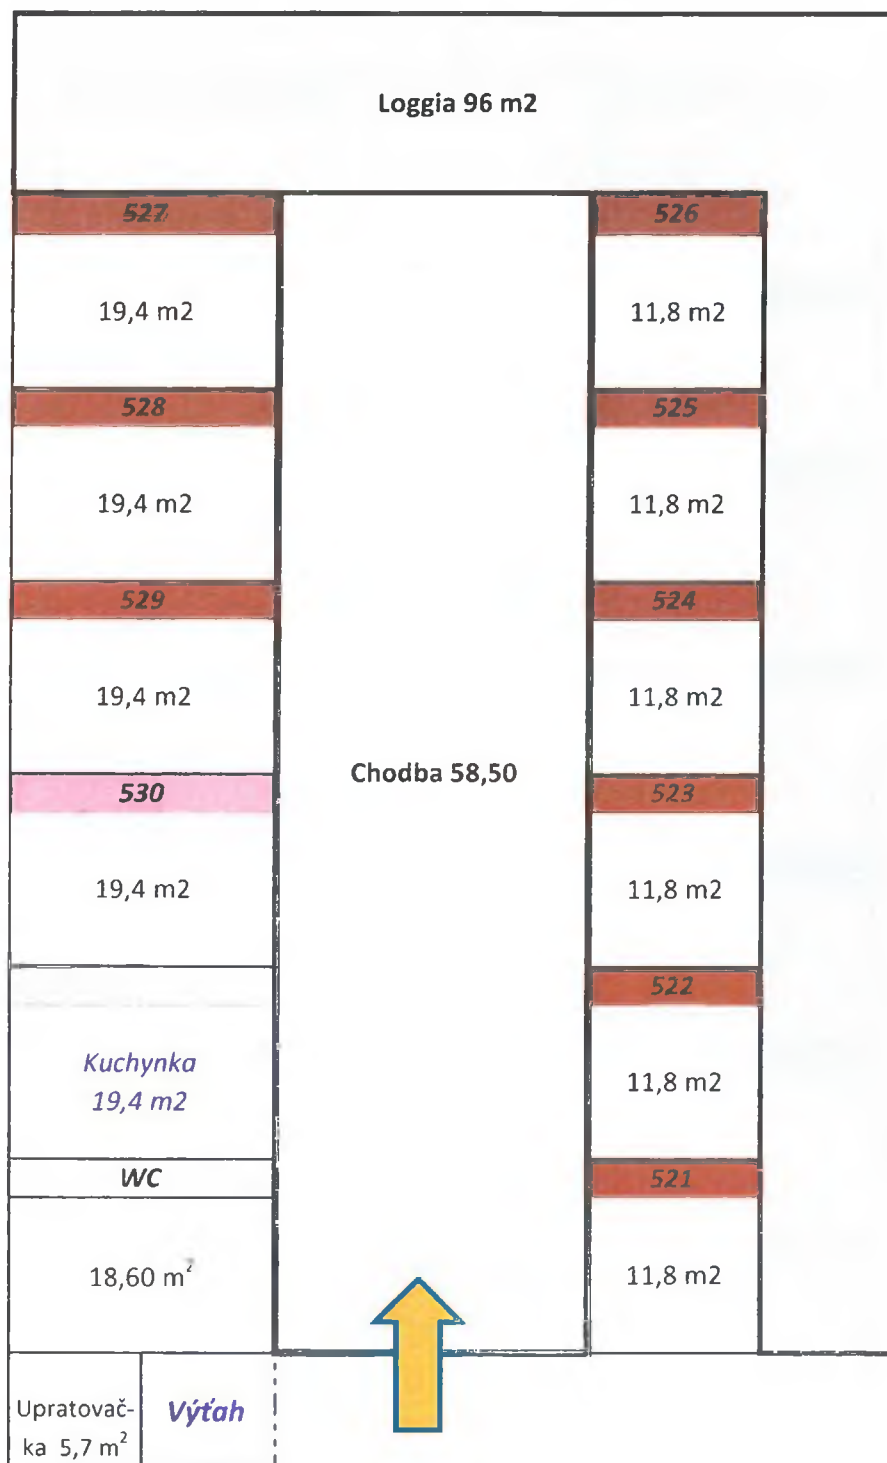 Loggia 96 m2
527
19,4 m2
528
19,4 m2
529
19,4 m2
530
19,4 m2
Kuchynka
19,4 m2
WC
18,60 m²
Upratovač-
ka 5,7 m²
Výťah
Chodba 58,50
526
11,8 m2
525
11,8 m2
524
11,8 m2
523
11,8 m2
522
11,8 m2
521
11,8 m2